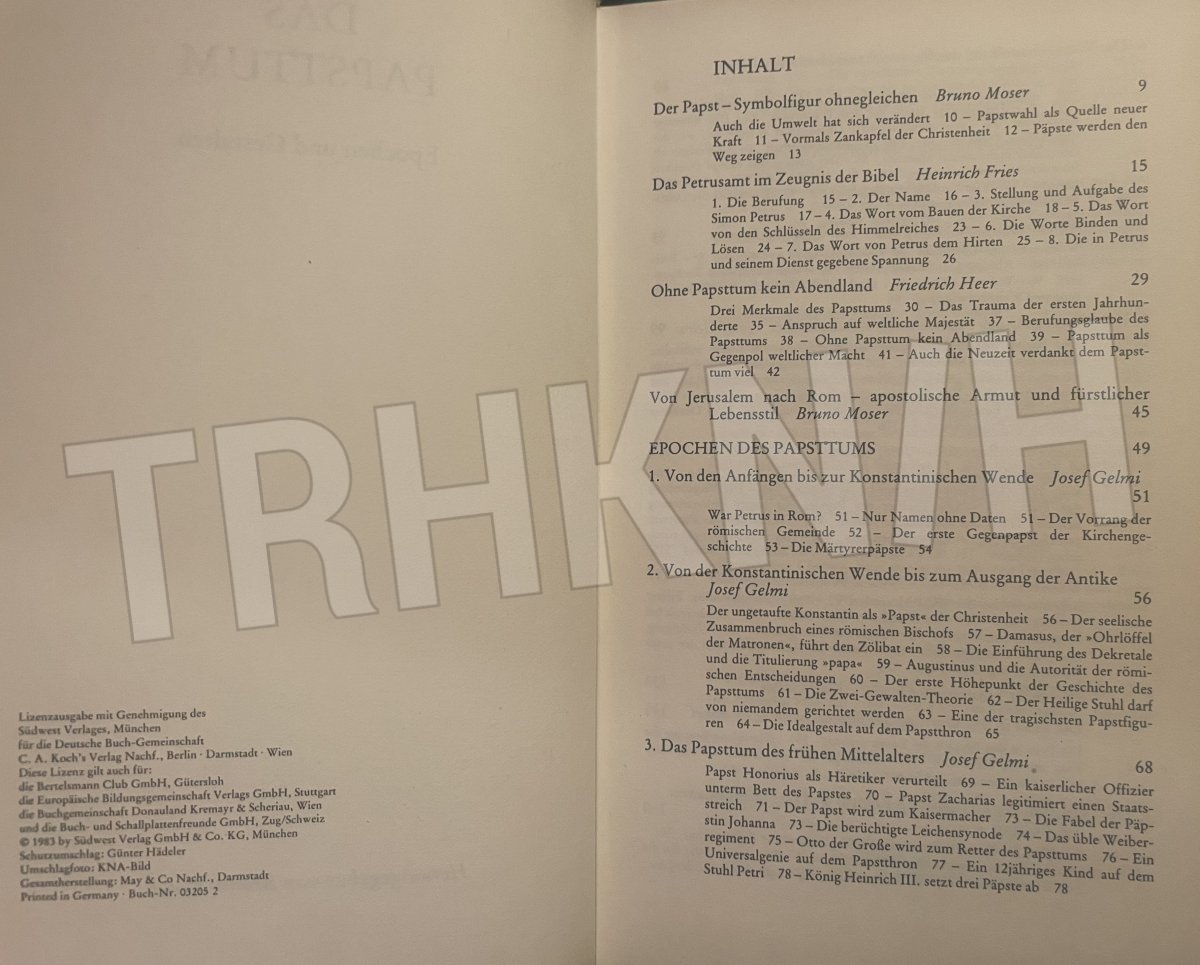 Lizenzausgabe mit Genehmigung des
Südwest Verlages, München
für die Deutsche Buch-Gemeinschaft
C. A. Koch's Verlag Nachf., Berlin · Darmstadt · Wien
Diese Lizenz gilt auch für:
die Bertelsmann Club GmbH, Gütersloh
die Europäische Bildungsgemeinschaft Verlags GmbH, Stuttgart
die Buchgemeinschaft Donauland Kremayr & Scheriau, Wien
und die Buch- und Schallplattenfreunde GmbH, Zug/Schweiz
© 1983 by Südwest Verlag GmbH & Co. KG, München
Schutzumschlag: Günter Hädeler
Umschlagfoto: KNA-Bild
Gesamtherstellung: May & Co Nachf., Darmstadt
Printed in Germany · Buch-Nr. 03205 2
INHALT
Der Papst – Symbolfigur ohnegleichen Bruno Moser 9
Auch die Umwelt hat sich verändert 10 – Papstwahl als Quelle neuer
Kraft 11 – Vormals Zankapfel der Christenheit 12 – Päpste werden den
Weg zeigen 13
Das Petrusamt im Zeugnis der Bibel Heinrich Fries 15
1. Die Berufung 15 – 2. Der Name 16 – 3. Stellung und Aufgabe des
Simon Petrus 17 – 4. Das Wort vom Bauen der Kirche 18 – 5. Das Wort
von den Schlüsseln des Himmelreiches 23 – 6. Die Worte Binden und
Lösen 24 – 7. Das Wort von Petrus dem Hirten 25 – 8. Die in Petrus
und seinem Dienst gegebene Spannung 26
Ohne Papsttum kein Abendland Friedrich Heer 29
Drei Merkmale des Papsttums 30 – Das Trauma der ersten Jahrhun-
derte 35 – Anspruch auf weltliche Majestät 37 – Berufungsglaube des
Papsttums 38 – Ohne Papsttum kein Abendland 39 – Papsttum als
Gegenpol weltlicher Macht 41 – Auch die Neuzeit verdankt dem Papst-
tum viel 42
Von Jerusalem nach Rom – apostolische Armut und fürstlicher
Lebensstil Bruno Moser 45
EPOCHEN DES PAPSTTUMS 49
1. Von den Anfängen bis zur Konstantinischen Wende Josef Gelmi
51
War Petrus in Rom? 51 – Nur Namen ohne Daten 51 – Der Vorrang der
römischen Gemeinde 52 – Der erste Gegenpapst der Kirchenge-
schichte 53 – Die Märtyrerpäpste 54
2. Von der Konstantinischen Wende bis zum Ausgang der Antike
Josef Gelmi 56
Der ungetaufte Konstantin als »Papst« der Christenheit 56 – Der seelische
Zusammenbruch eines römischen Bischofs 57 – Damasus, der »Ohrlöffel
der Matronen«, führt den Zölibat ein 58 – Die Einführung des Dekretale
und die Titulierung »papa« 59 – Augustinus und die Autorität der römi-
schen Entscheidungen 60 – Der erste Höhepunkt der Geschichte des
Papsttums 61 – Die Zwei-Gewalten-Theorie 62 – Der Heilige Stuhl darf
von niemandem gerichtet werden 63 – Eine der tragischsten Papstfigu-
ren 64 – Die Idealgestalt auf dem Papstthron 65
3. Das Papsttum des frühen Mittelalters Josef Gelmi 68
Papst Honorius als Häretiker verurteilt 69 – Ein kaiserlicher Offizier
unterm Bett des Papstes 70 – Papst Zacharias legitimiert einen Staats-
streich 71 – Der Papst wird zum Kaisermacher 73 – Die Fabel der Päp-
stin Johanna 73 – Die berüchtigte Leichensynode 74 – Das üble Weiber-
regiment 75 – Otto der Große wird zum Retter des Papsttums 76 – Ein
Universalgenie auf dem Papstthron 77 – Ein 12jähriges Kind auf dem
Stuhl Petri 78 – König Heinrich III. setzt drei Päpste ab 78
TRHKN/H